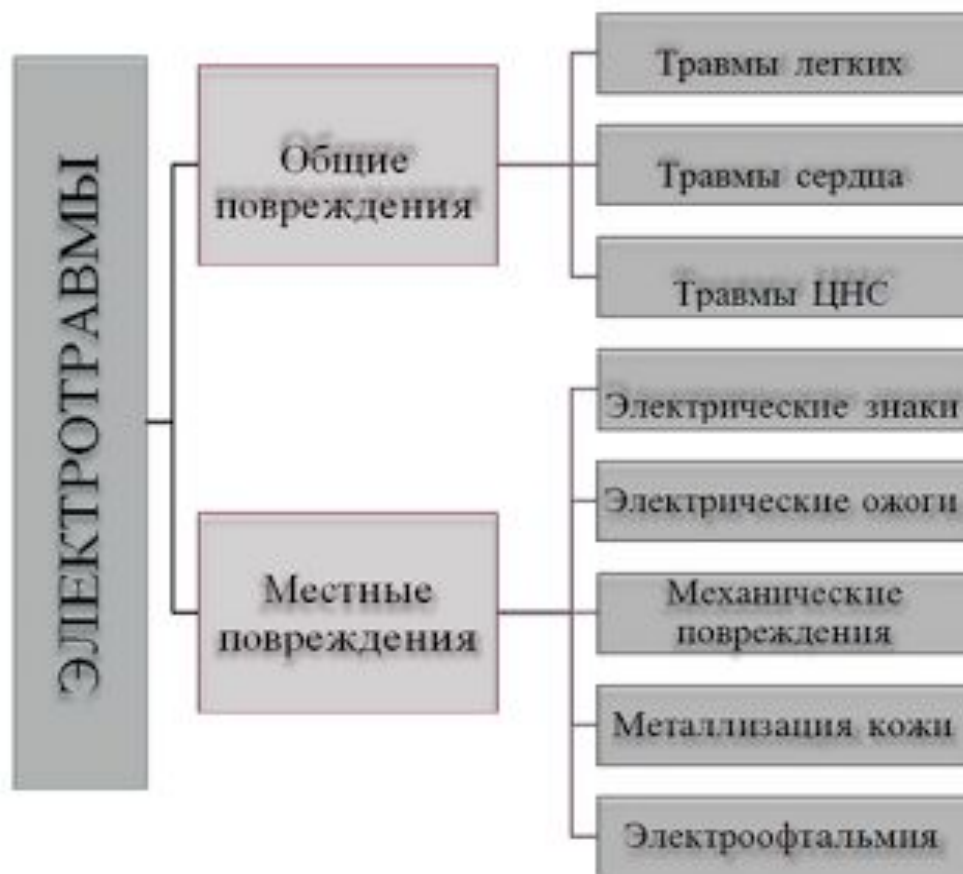 ЭЛЕКТРОТРАВМЫ
Общие
повреждения
Травмы легких
Травмы сердца
Травмы ЦНС
Местные
повреждения
Электрические знаки
Электрические ожоги
Механические
повреждения
Металлизация кожи
Электроофтальмия